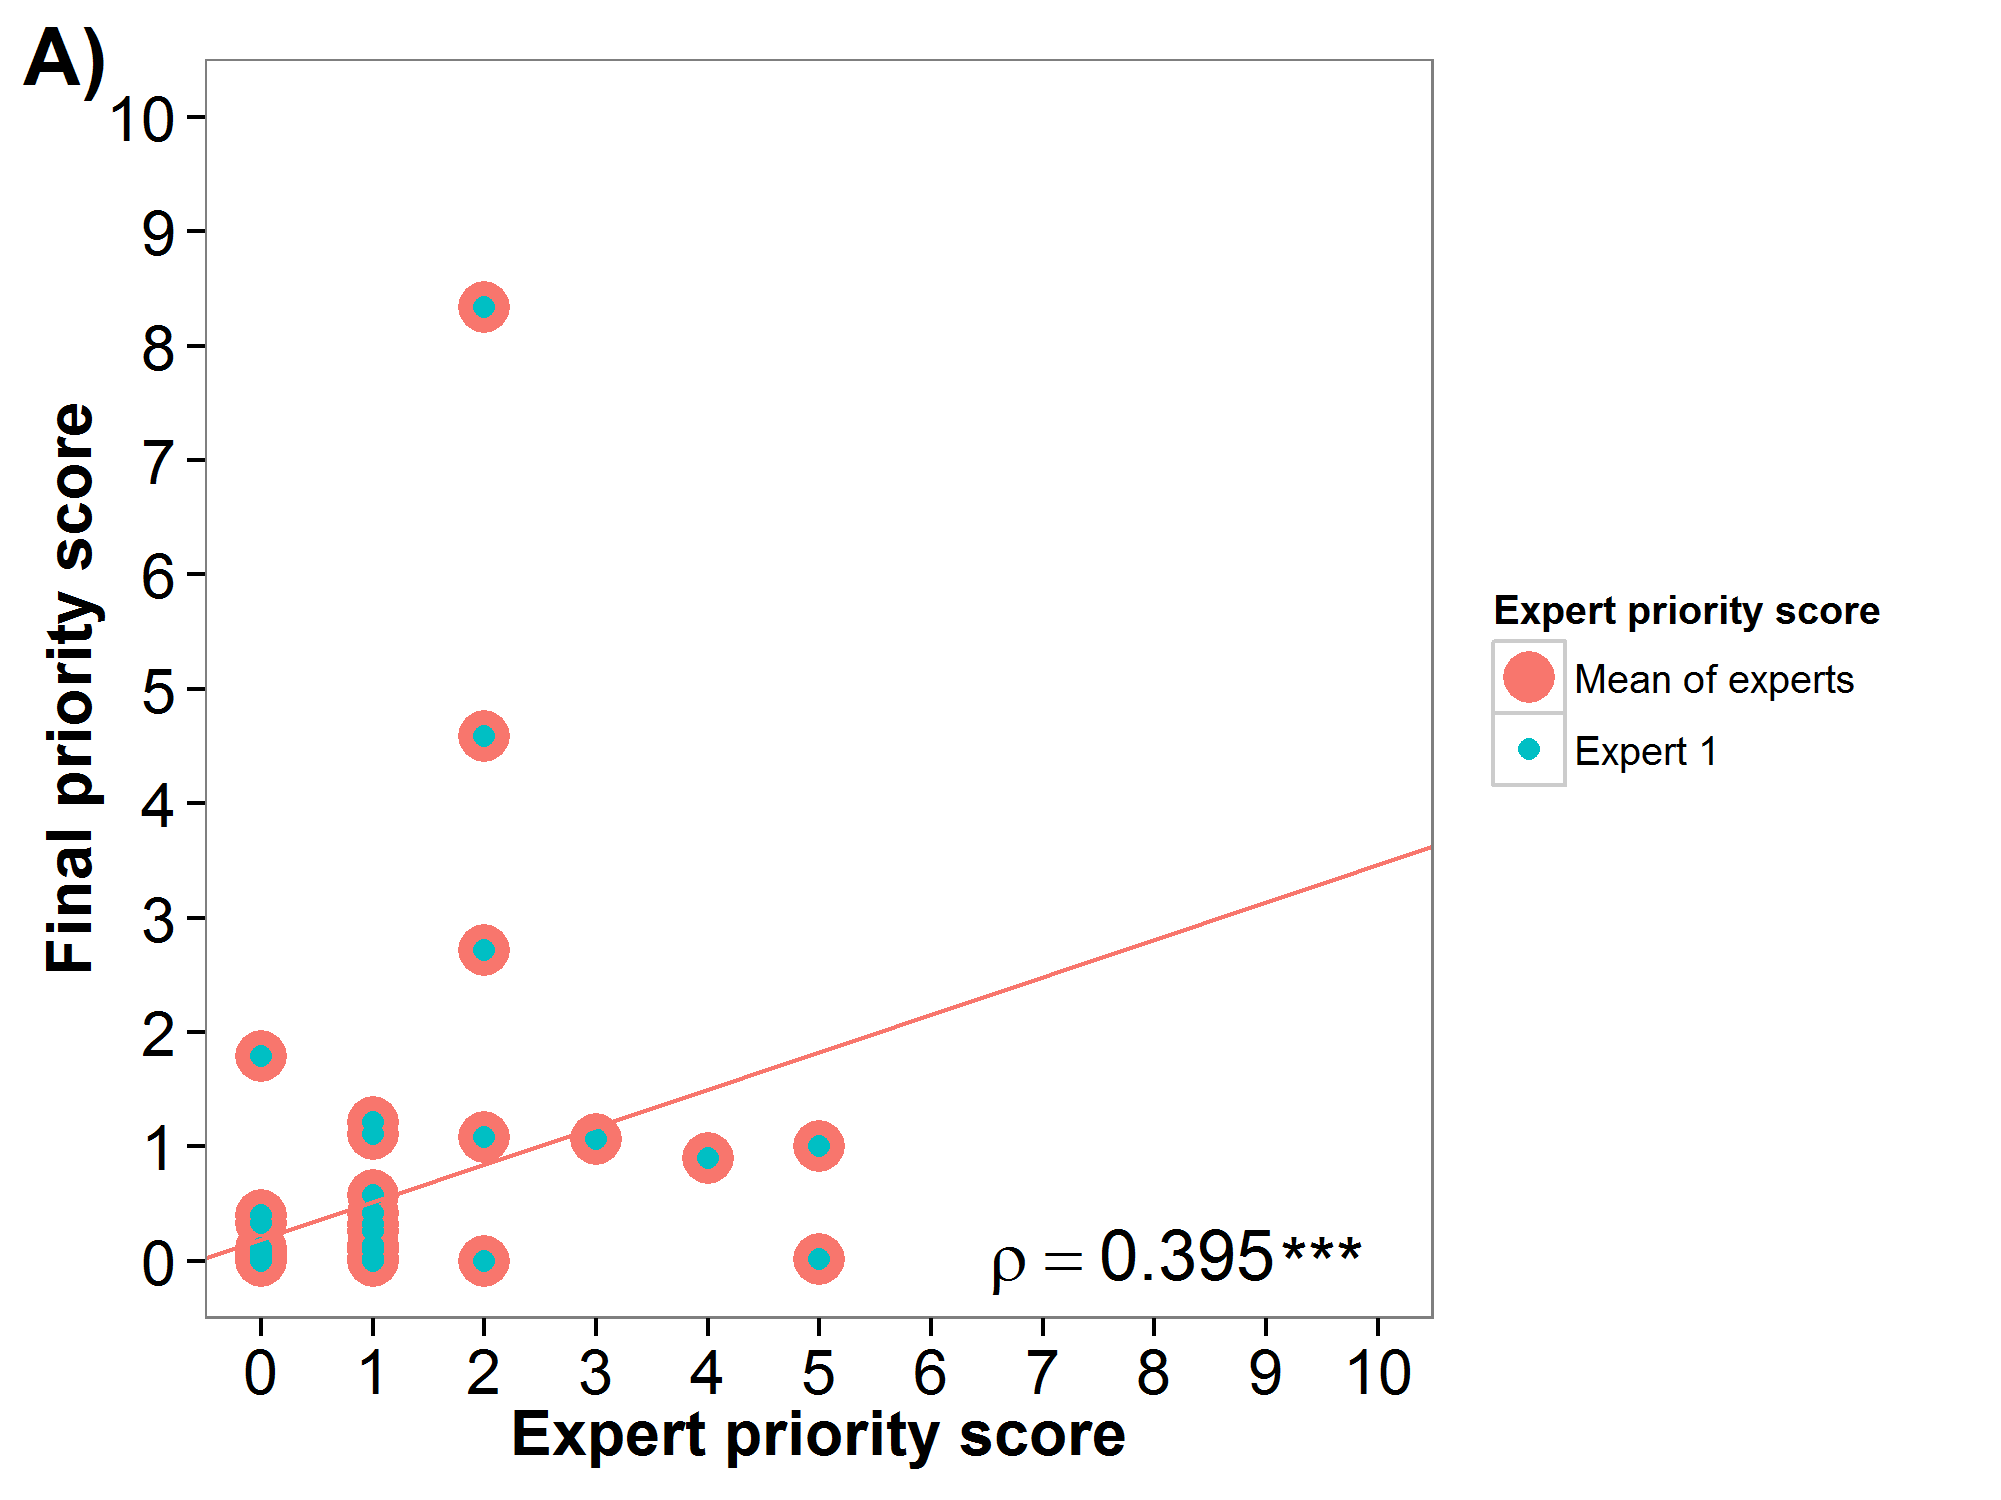 A)
10
9
8
7
6
5
4
3
2
1
0
Final priority score
0 1 2 3 4 5 6 7 8 9 10
Expert priority score
ρ = 0.395***
Expert priority score
Mean of experts
Expert 1